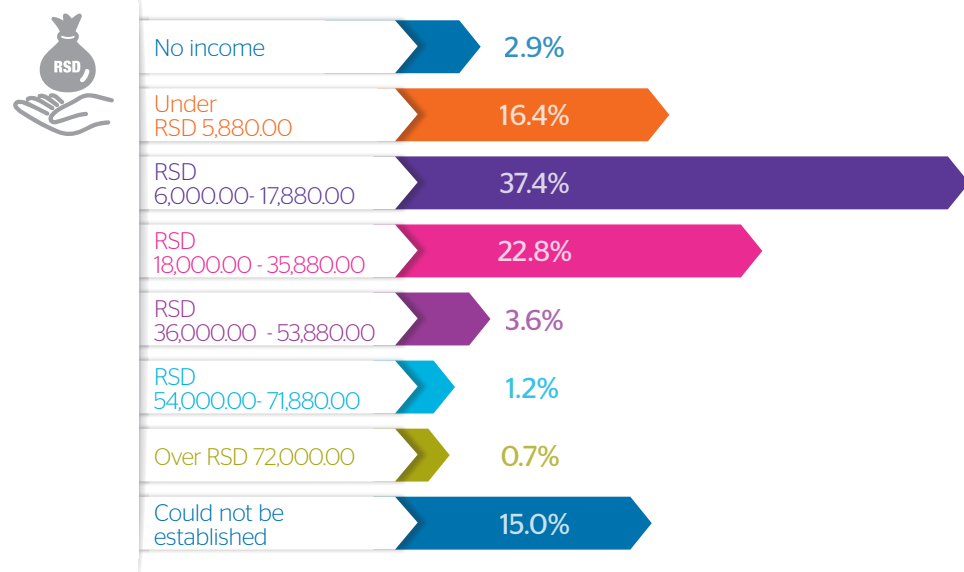 RSD
No income
2.9%
Under
RSD 5,880.00
16.4%
RSD
6,000.00- 17,880.00
37.4%
RSD
18,000.00 - 35,880.00
22.8%
RSD
36,000.00 - 53,880.00
3.6%
RSD
54,000.00- 71,880.00
1.2%
Over RSD 72,000.00
0.7%
Could not be
established
15.0%